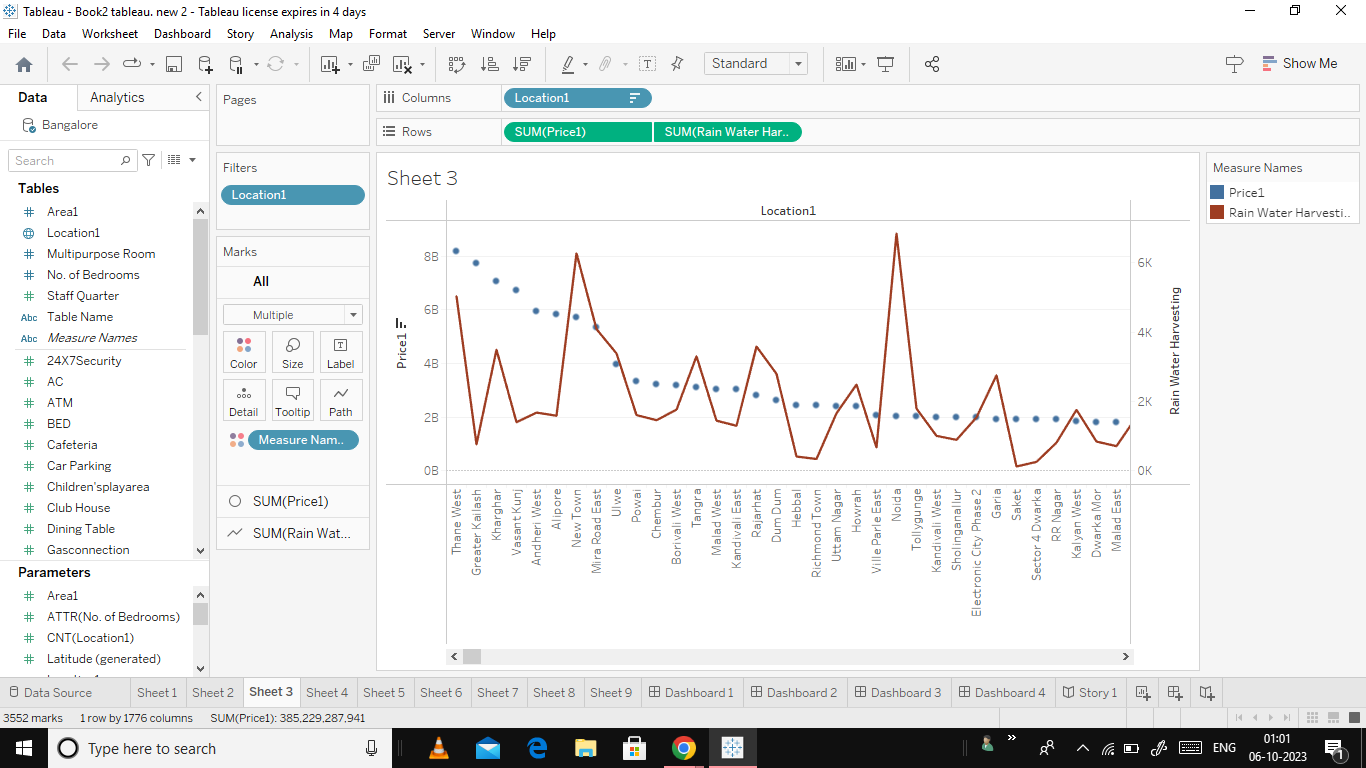 Tableau - Book2 tableau. new 2 - Tableau license expires in 4 days
File Data Worksheet Dashboard Story Analysis Map Format Server Window Help
Standard
Show Me
Data Analytics
Bangalore
Search
Tables
Area1
Location1
Multipurpose Room
No. of Bedrooms
Staff Quarter
Abc Table Name
Abc Measure Names
24X7Security
AC
ATM
BED
Cafeteria
Car Parking
Children'splayarea
Club House
Dining Table
Gasconnection
Parameters
Area1
ATTR(No. of Bedrooms)
CNT(Location1)
Latitude (generated)
Pages
Filters
Location1
Marks
All
Multiple
Color Size Label
Detail Tooltip Path
Measure Nam..
SUM(Price1)
SUM(Rain Wat...
Columns Location1
Rows SUM(Price1) SUM(Rain Water Har..
Sheet 3
Location1
Price1
8B
6B
4B
2B
0B
Rain Water Harvesting
6K
4K
2K
0K
Thane West
Greater Kailash
Kharghar
Vasant Kunj
Andheri West
Alipore
New Town
Mira Road East
Ulwe
Powai
Chembur
Borivali West
Tangra
Malad West
Kandivali East
Rajarhat
Dum Dum
Hebbal
Richmond Town
Uttam Nagar
Howrah
Ville Parle East
Noida
Tollygunge
Kandivali West
Sholinganallur
Electronic City Phase 2
Garia
Saket
Sector 4 Dwarka
RR Nagar
Kalyan West
Dwarka Mor
Malad East
Measure Names
Price1
Rain Water Harvesti..
Data Source Sheet 1 Sheet 2 Sheet 3 Sheet 4 Sheet 5 Sheet 6 Sheet 7 Sheet 8 Sheet 9 Dashboard 1 Dashboard 2 Dashboard 3 Dashboard 4 Story 1
3552 marks 1 row by 1776 columns SUM(Price1): 385,229,287,941
Type here to search
ENG
01:01
06-10-2023
1